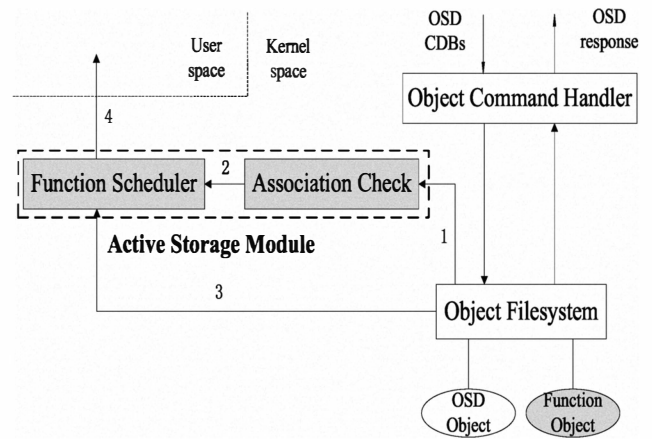 OSD
CDBs
OSD
response
User
space
Kernel
space
Object Command Handler
4
Function Scheduler
2
Association Check
Active Storage Module
1
3
Object Filesystem
OSD
Object
Function
Object